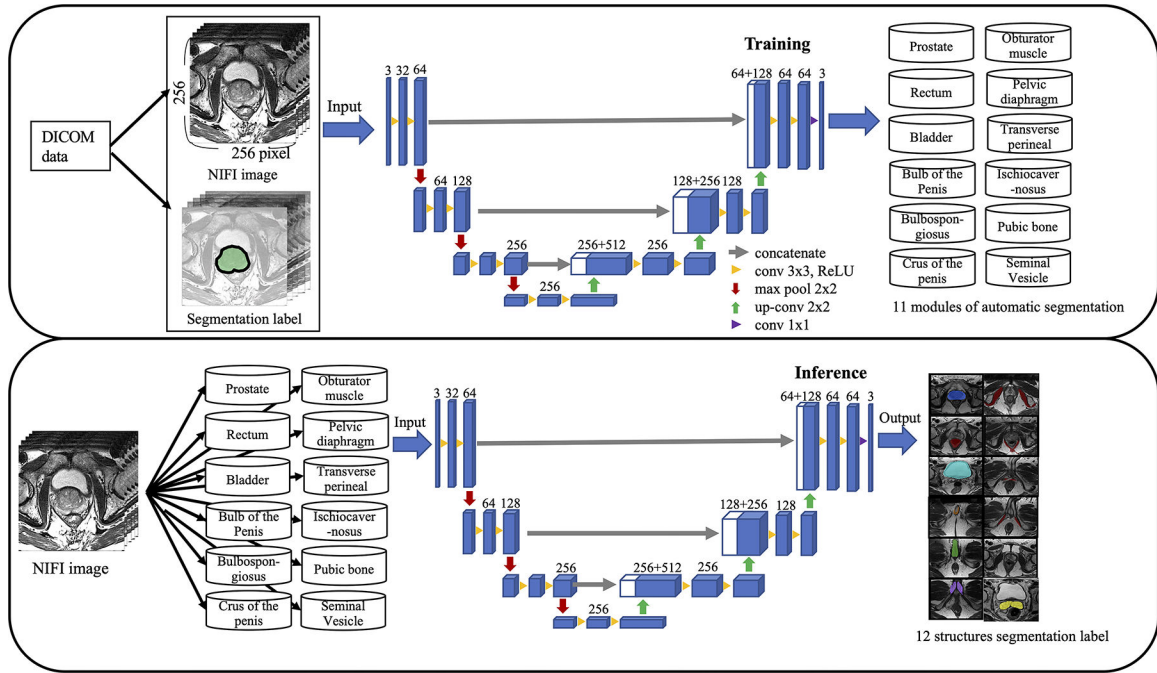 Training
DICOM
data
256
256 pixel
NIFI image
Segmentation label
Input
3 32 64
64 128
256
256
256+512 256
128+256 128
64+128 64 64 3
concatenate
conv 3x3, ReLU
max pool 2x2
up-conv 2x2
conv 1x1
Prostate
Obturator
muscle
Rectum
Pelvic
diaphragm
Bladder
Transverse
perineal
Bulb of the
Penis
Ischiocaver
-nosus
Bulbospon-
giosus
Pubic bone
Crus of the
penis
Seminal
Vesicle
11 modules of automatic segmentation
Inference
NIFI image
Prostate
Obturator
muscle
Rectum
Pelvic
diaphragm
Bladder
Transverse
perineal
Bulb of the
Penis
Ischiocaver
-nosus
Bulbospon-
giosus
Pubic bone
Crus of the
penis
Seminal
Vesicle
Input
3 32 64
64 128
256
256
256+512 256
128+256 128
64+128 64 64 3
Output
12 structures segmentation label